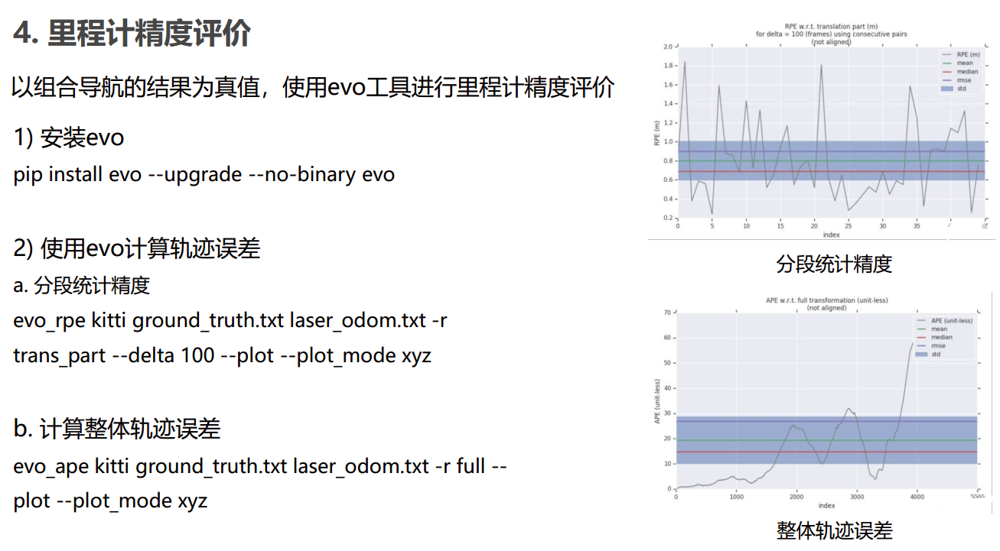 4. 里程计精度评价
以组合导航的结果为真值，使用evo工具进行里程计精度评价
1) 安装evo
pip install evo --upgrade --no-binary evo
2) 使用evo计算轨迹误差
a. 分段统计精度
evo_rpe kitti ground_truth.txt laser_odom.txt -r
trans_part --delta 100 --plot --plot_mode xyz
b. 计算整体轨迹误差
evo_ape kitti ground_truth.txt laser_odom.txt -r full --
plot --plot_mode xyz
RPE w.r.t. translation part (m)
for delta = 100 (frames) using consecutive pairs
(not aligned)
RPE (m)
mean
median
rmse
std
2.0
1.8
1.6
1.4
1.2
1.0
0.8
0.6
0.4
0.2
RPE (m)
0 5 10 15 20 25 30 35
index
分段统计精度
APE w.r.t. full transformation (unit-less)
(not aligned)
APE (unit-less)
mean
median
rmse
std
70
60
50
40
30
20
10
0
APE (unit-less)
0 1000 2000 3000 4000
index
整体轨迹误差